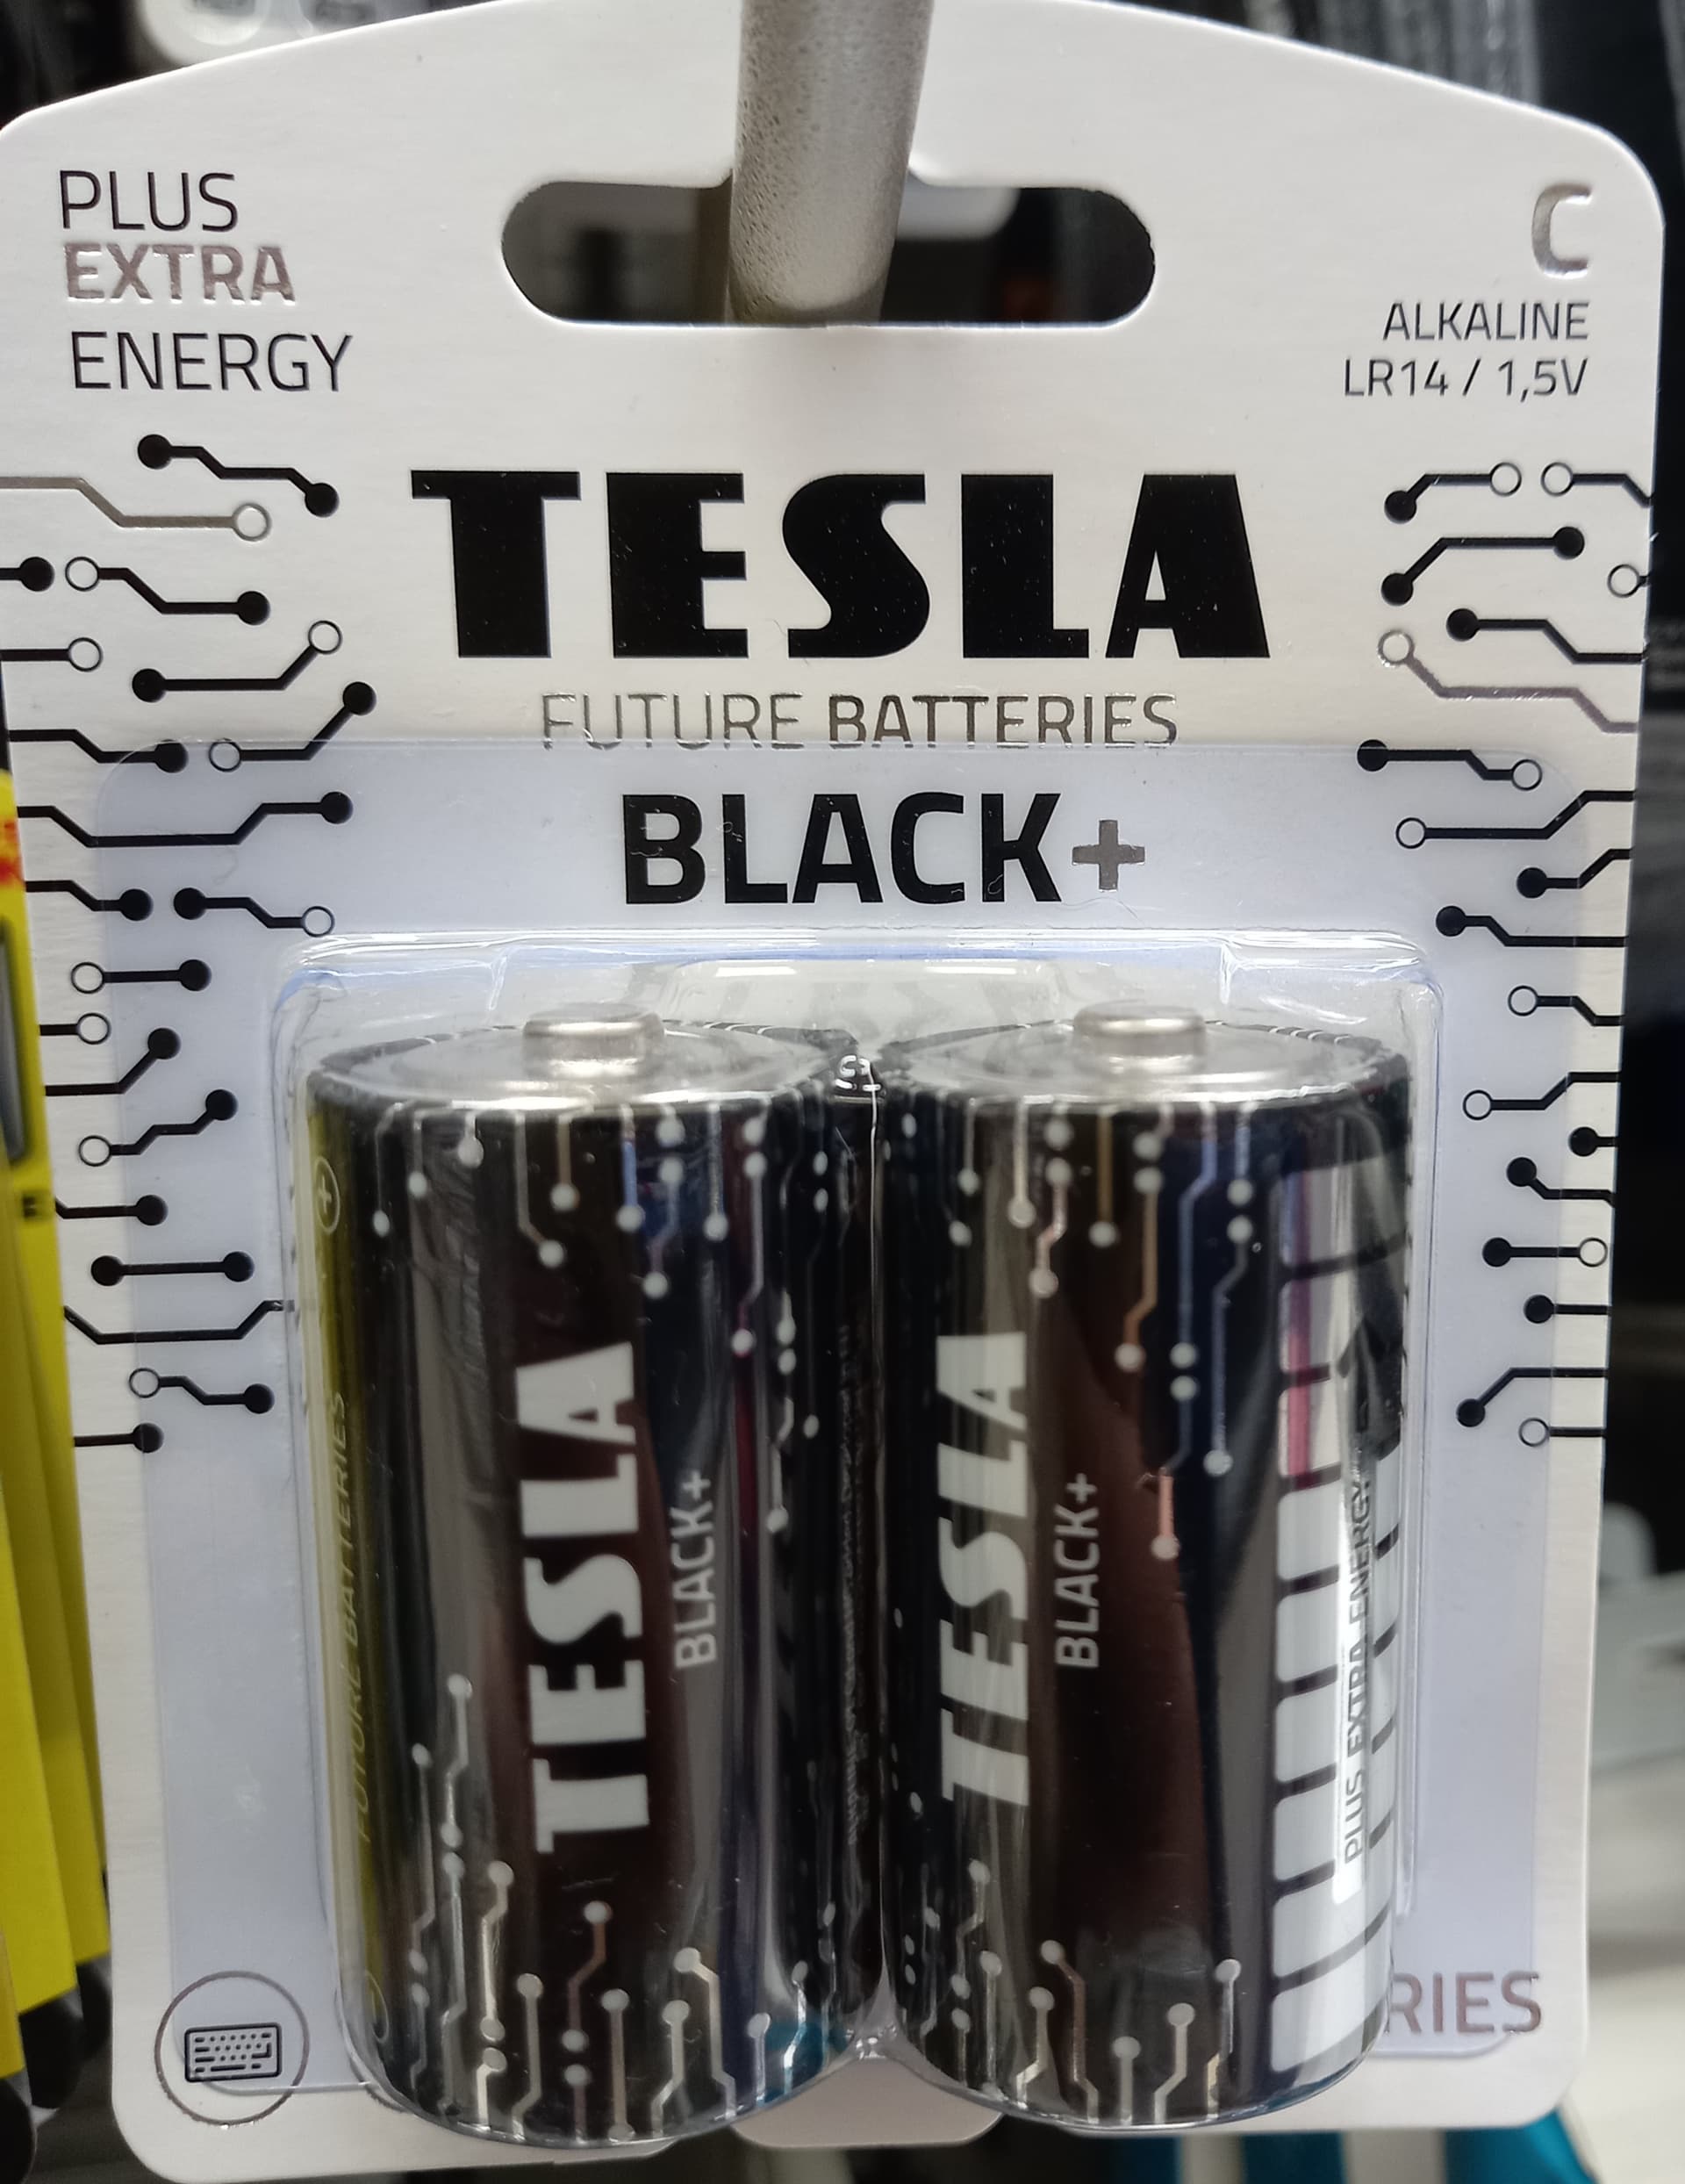 PLUS
EXTRA
ENERGY
C
ALKALINE
LR14 / 1,5V
TESLA
FUTURE BATTERIES
BLACK+
FUTURE BATTERIES
TESLA
BLACK+
TESLA
BLACK+
PLUS EXTRA ENERGY
RIES